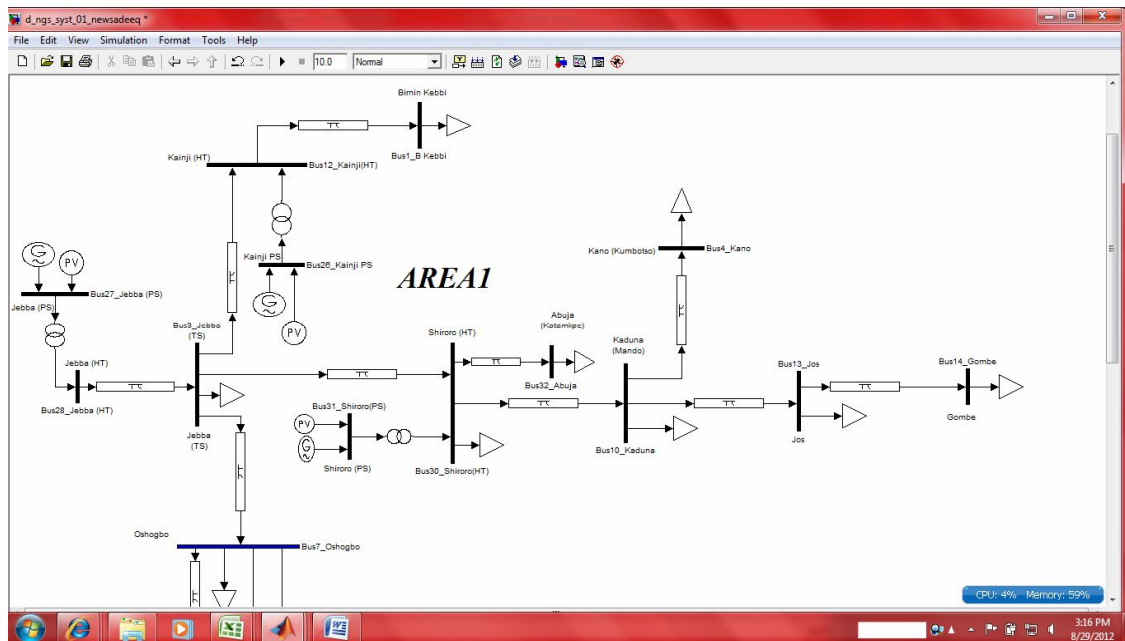 d_ngs_syst_01_newsadeeq *
File Edit View Simulation Format Tools Help
10.0 Normal
Birnin Kebbi
Bus1_B Kebbi
Kainji (HT)
Bus12_Kainji(HT)
Kainji PS
Bus26_Kainji PS
G
PV
AREA1
Kano (Kumbotso)
Bus4_Kano
G
PV
Bus27_Jebba (PS)
Jebba (PS)
Jebba (HT)
Bus28_Jebba (HT)
Bus3_Jebba
(TS)
Jebba
(TS)
Shiroro (HT)
Bus31_Shiroro(PS)
PV
G
Shiroro (PS)
Bus30_Shiroro(HT)
Abuja
Bus32_Abuja
Kaduna
(Mando)
Bus10_Kaduna
Bus13_Jos
Jos
Bus14_Gombe
Gombe
Oshogbo
Bus7_Oshogbo
CPU: 4% Memory: 59%
3:16 PM
8/29/2012